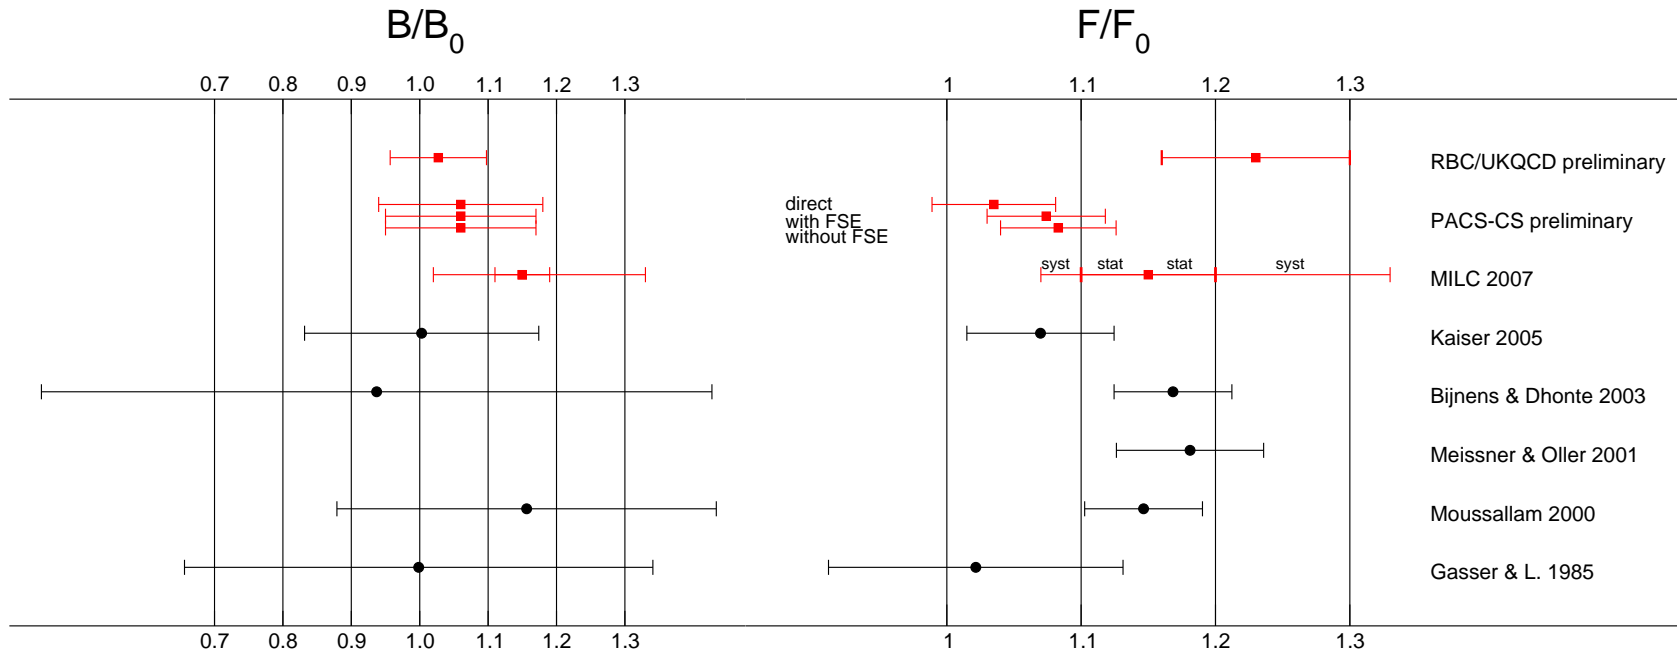 B/B0 F/F0
0.7 0.8 0.9 1.0 1.1 1.2 1.3 1 1.1 1.2 1.3
RBC/UKQCD preliminary
direct
with FSE PACS-CS preliminary
without FSE
syst stat stat syst
MILC 2007
Kaiser 2005
Bijnens & Dhonte 2003
Meissner & Oller 2001
Moussallam 2000
Gasser & L. 1985
0.7 0.8 0.9 1.0 1.1 1.2 1.3 1 1.1 1.2 1.3